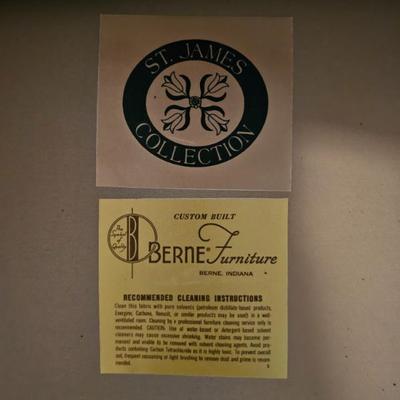 ST. JAMES
COLLECTION
CUSTOM BUILT
The Symbol of Quality
B
BERNE Furniture
BERNE, INDIANA
RECOMMENDED CLEANING INSTRUCTIONS
Clean this fabric with pure solvents (petroleum distillate-based products,
Energine, Carbona, Renuzit, or similar products may be used) in a well-
ventilated room. Cleaning by a professional furniture cleaning service only is
recommended. CAUTION: Use of water-based or detergent-based solvent
cleaners may cause excessive shrinking. Water stains may become per-
manent and unable to be removed with solvent cleaning agents. Avoid pro-
ducts containing Carbon Tetrachloride as it is highly toxic. To prevent overall
soil, frequent vacuuming or light brushing to remove dust and grime is recom-
mended.